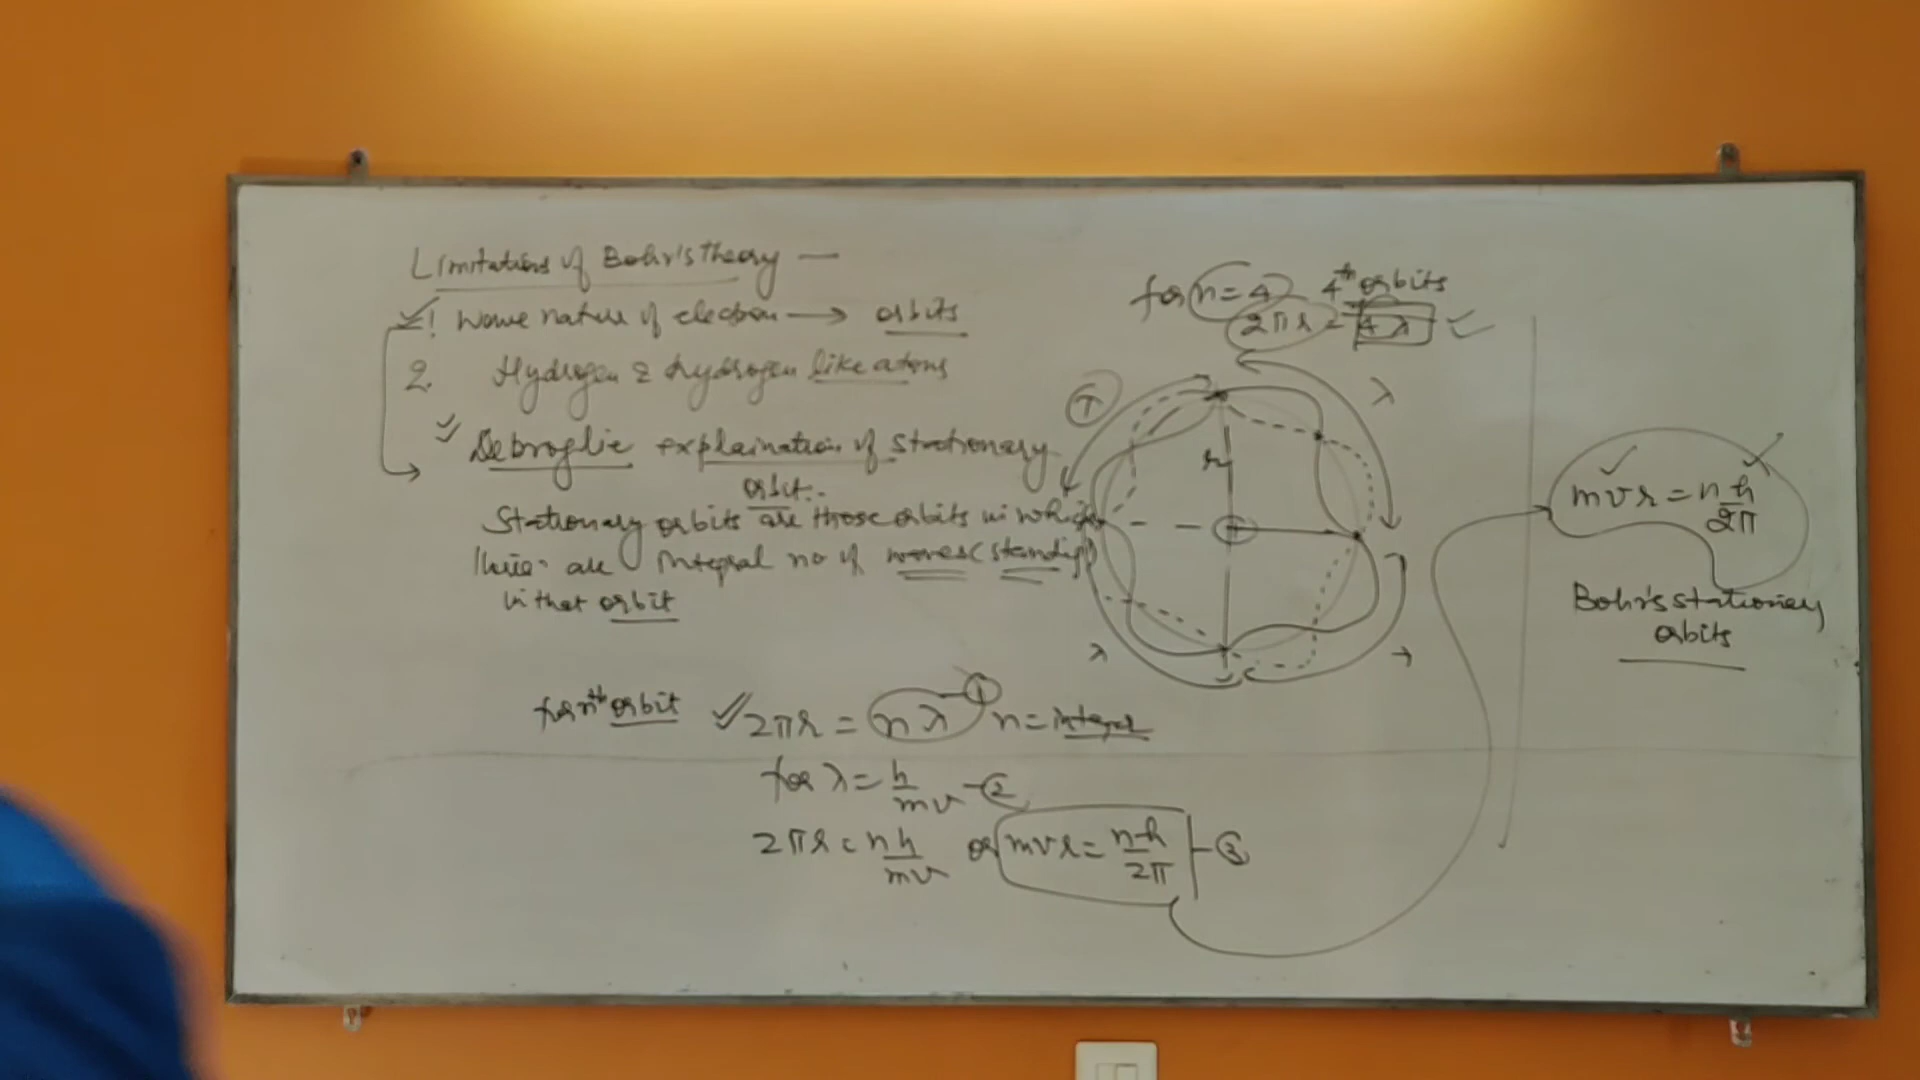 Limitations of Bohr's theory —
1. Wave nature of electron → orbits
2. Hydrogen & hydrogen like atoms
Debroglie explaination of stationary
orbit.
Stationary orbits are those orbits in which
there are Integral no of waves (standing)
in that orbit
for nth orbit 2πr = nλ ① n = integer
for λ = h/mv - ②
2πr = nh/mv or mvr = nh/2π - ③
for n=4 4th orbits
2πr = 4λ
λ
r
λ
mvr = nh/2π
Bohr's stationary
orbits